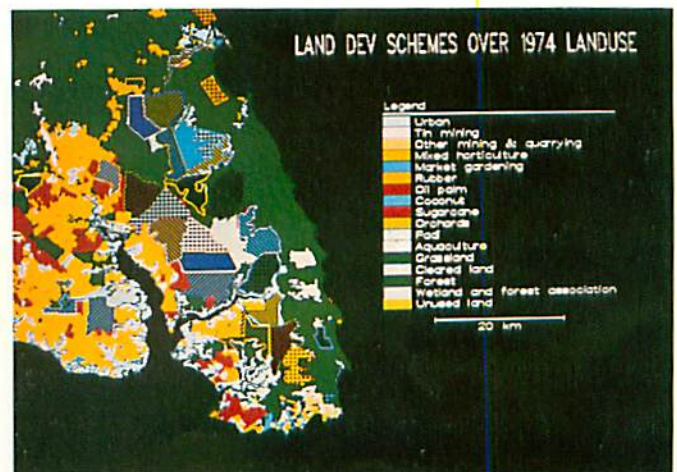 LAND DEV SCHEMES OVER 1974 LANDUSE
Legend
Urban
Tin mining
Other mining & quarrying
Mixed horticulture
Market gardening
Rubber
Oil palm
Coconut
Sugarcane
Orchards
Padi
Aquaculture
Grassland
Cleared land
Forest
Wetland and forest association
Unused land
20 km